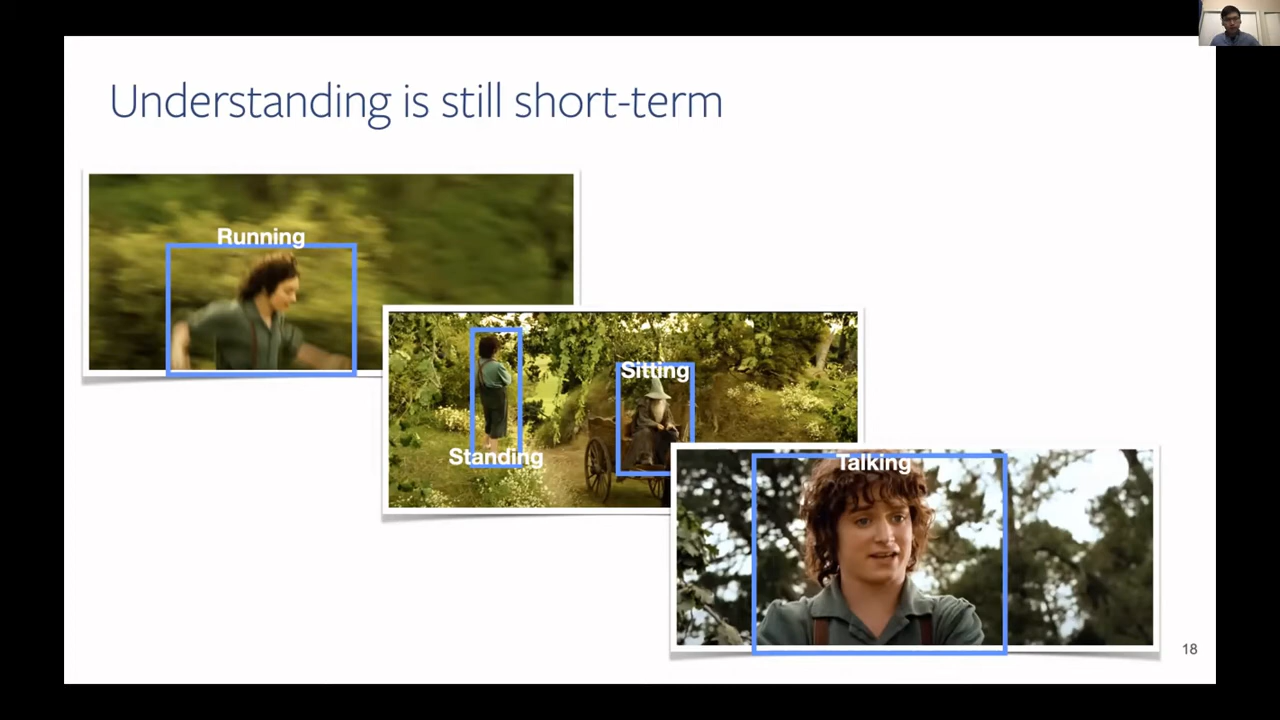 Understanding is still short-term
Running
Sitting
Standing
Talking
18